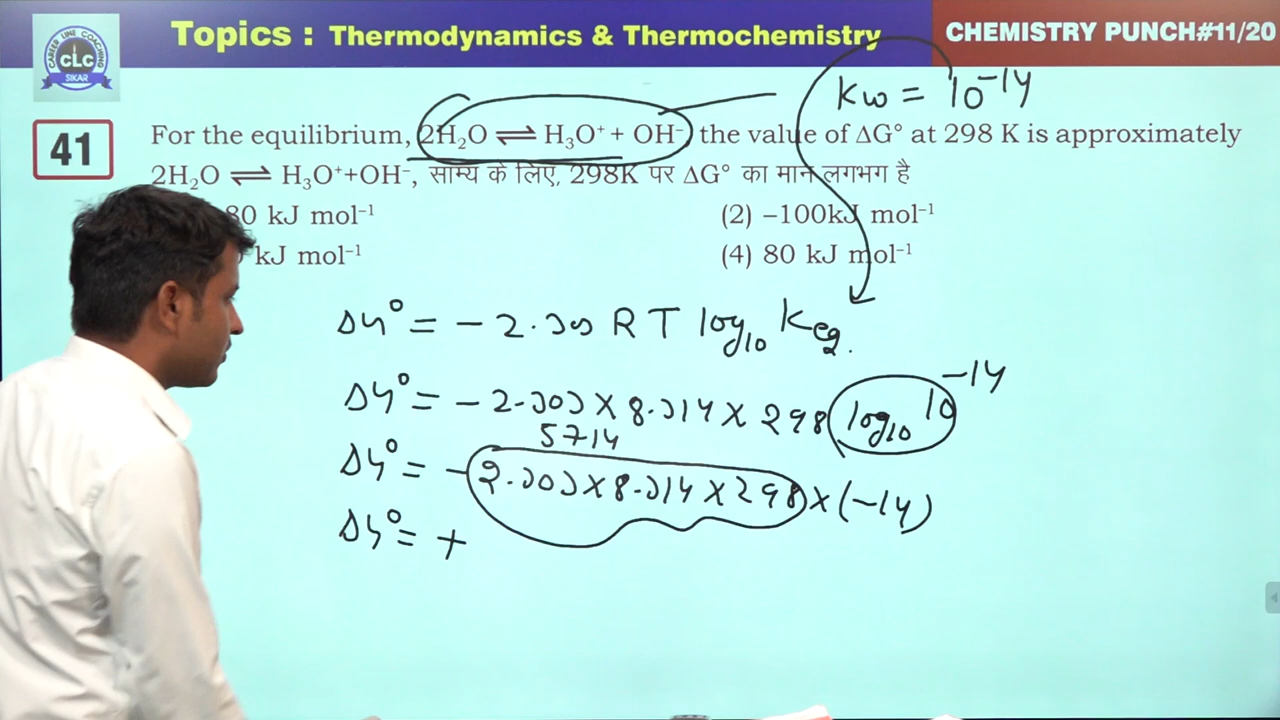 Topics : Thermodynamics & Thermochemistry
CHEMISTRY PUNCH#11/20
CAREER LINE COACHING
CLC
SIKAR
Kw = 10⁻¹⁴
41
For the equilibrium, 2H₂O ⇌ H₃O⁺ + OH⁻, the value of ΔG° at 298 K is approximately
2H₂O ⇌ H₃O⁺+OH⁻, साम्य के लिए, 298K पर ΔG° का मान लगभग है
80 kJ mol⁻¹
(2) –100kJ mol⁻¹
kJ mol⁻¹
(4) 80 kJ mol⁻¹
ΔG° = − 2.303 R T log₁₀ Keq.
ΔG° = − 2.303 × 8.314 × 298 log₁₀ 10⁻¹⁴
5714
ΔG° = − 2.303 × 8.314 × 298 × (−14)
ΔG° = +